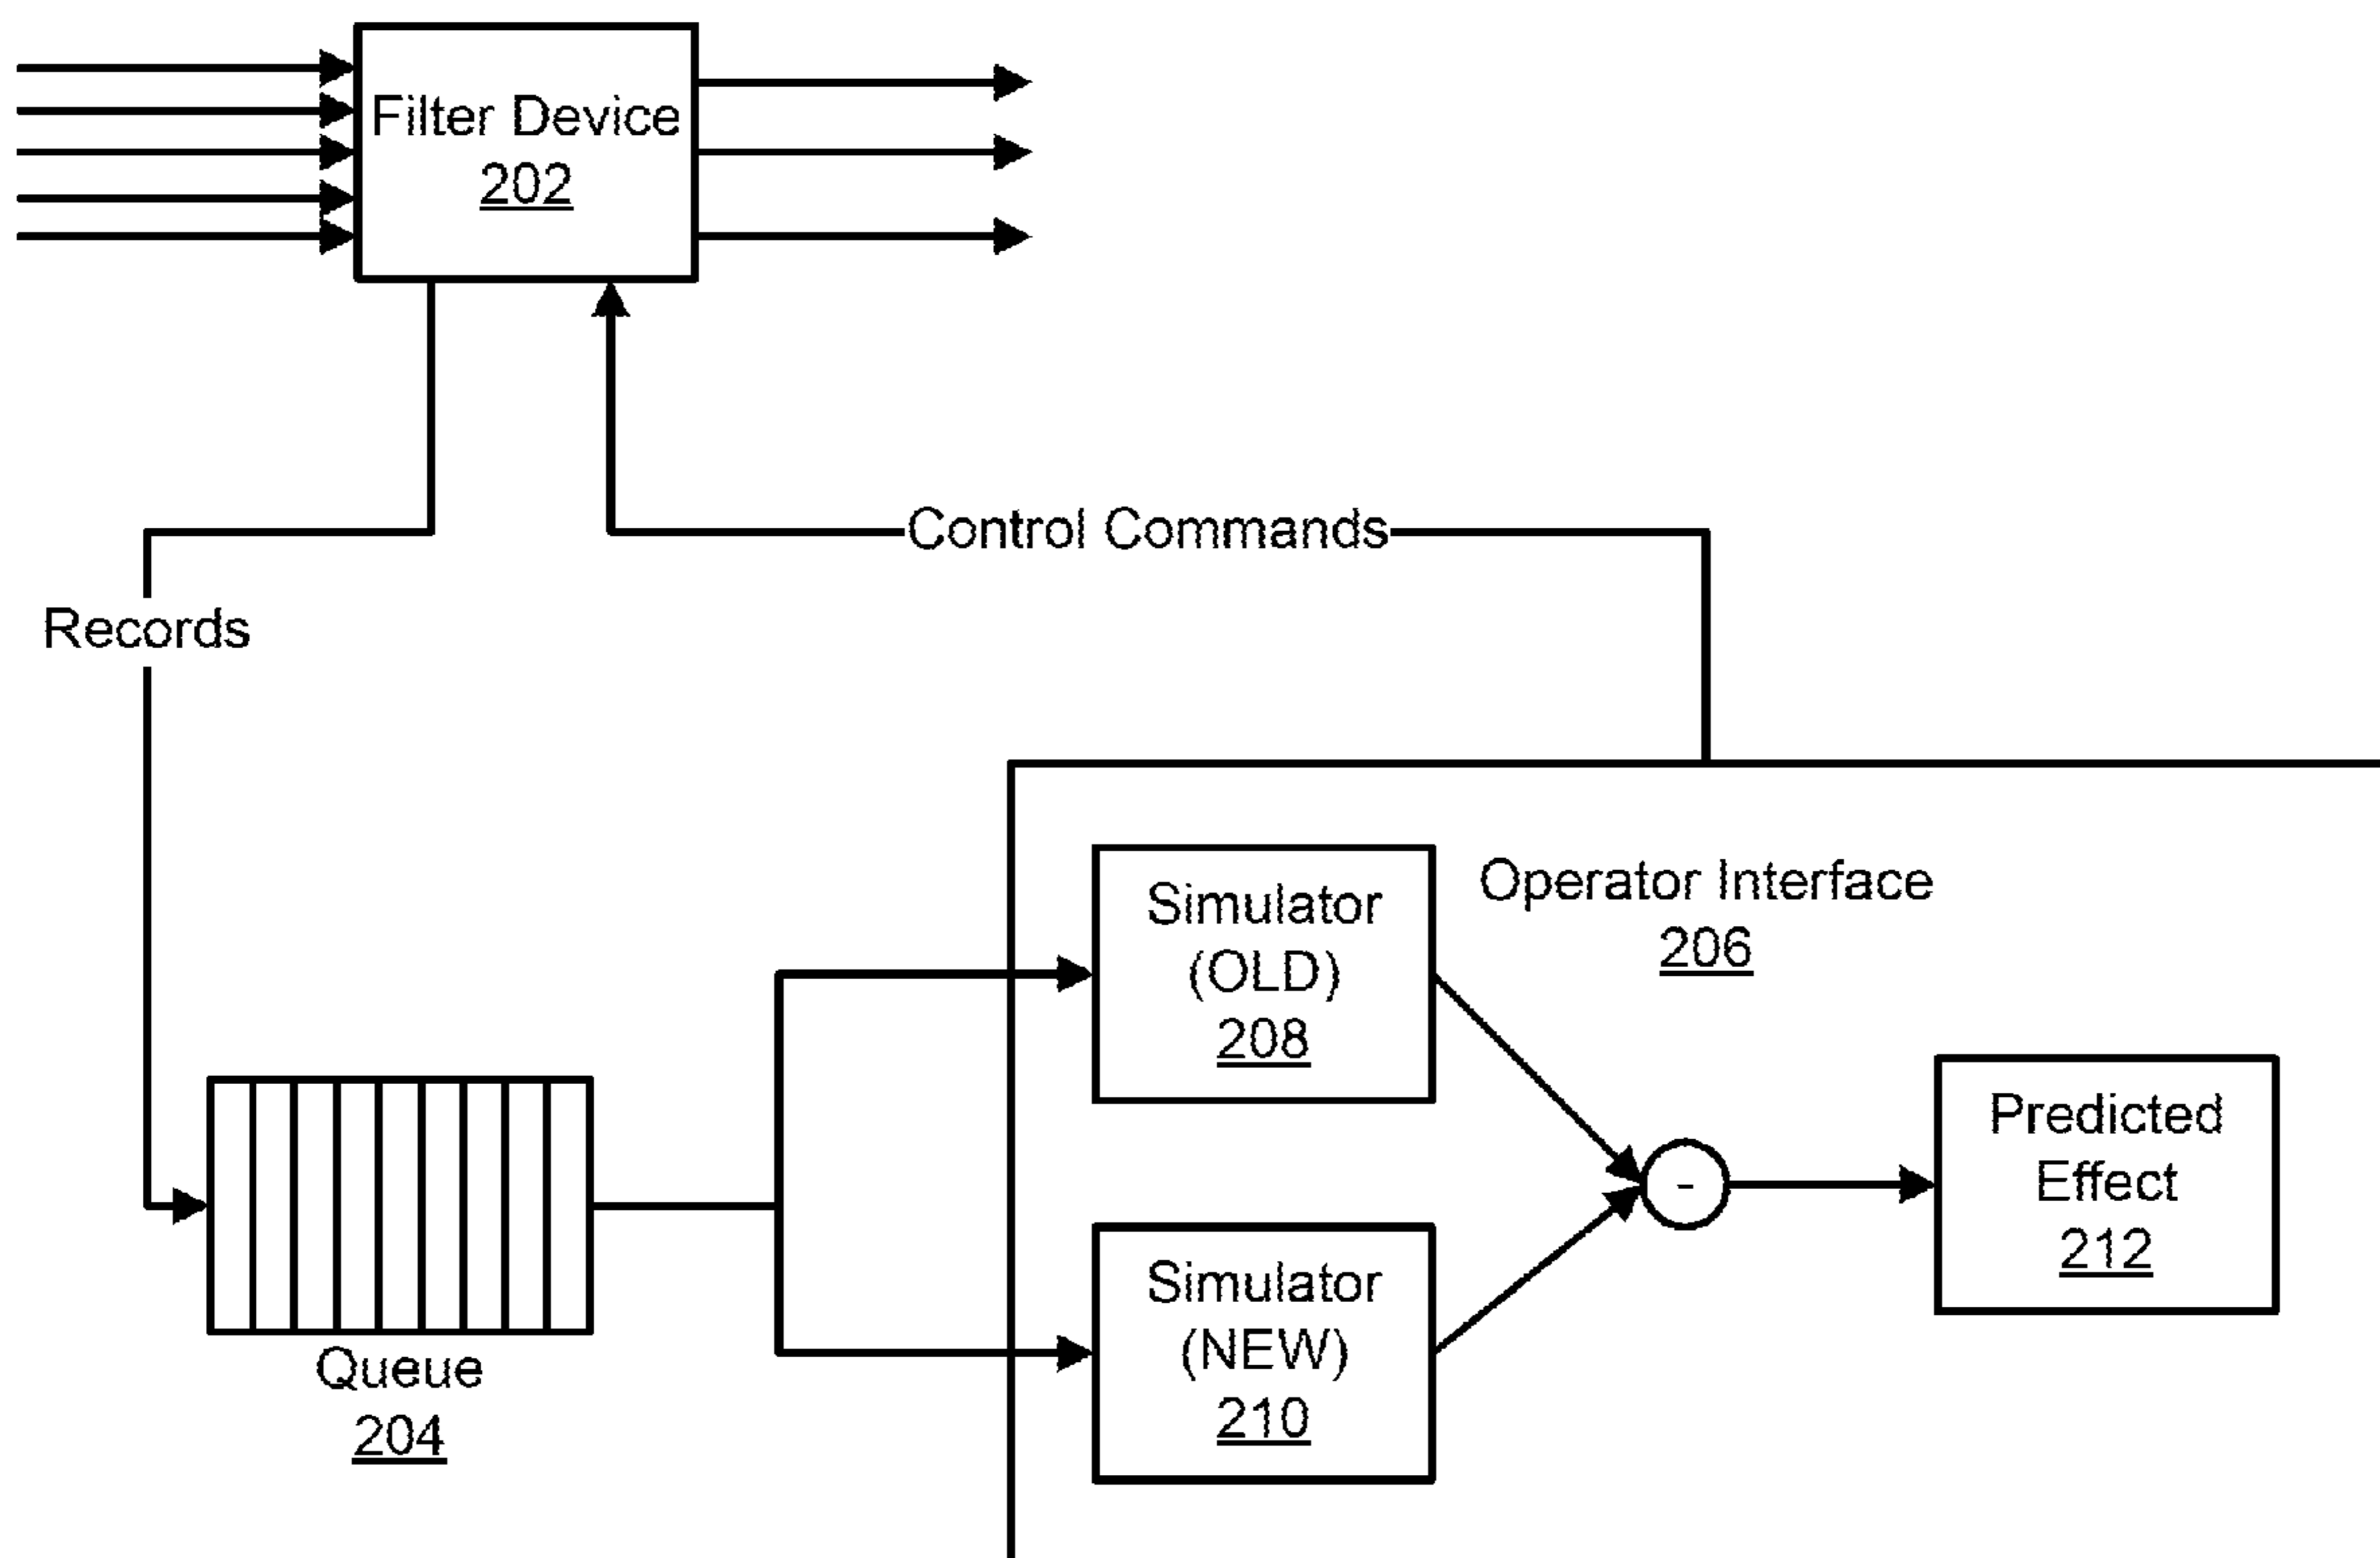 Filter Device
202
Control Commands
Records
Operator Interface
206
Simulator
(OLD)
208
Predicted
Effect
212
-
Simulator
(NEW)
210
Queue
204